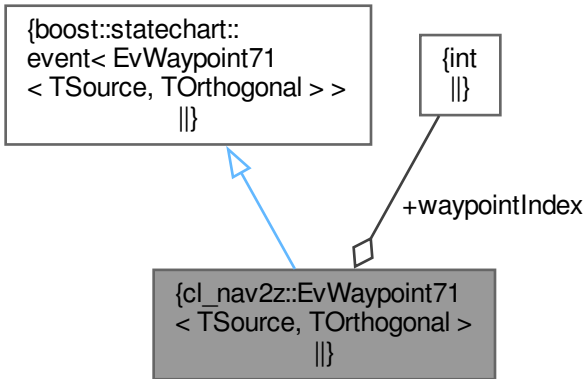 {boost::statechart::
event< EvWaypoint71
< TSource, TOrthogonal > >
||}
{int
||}
+waypointIndex
{cl_nav2z::EvWaypoint71
< TSource, TOrthogonal >
||}